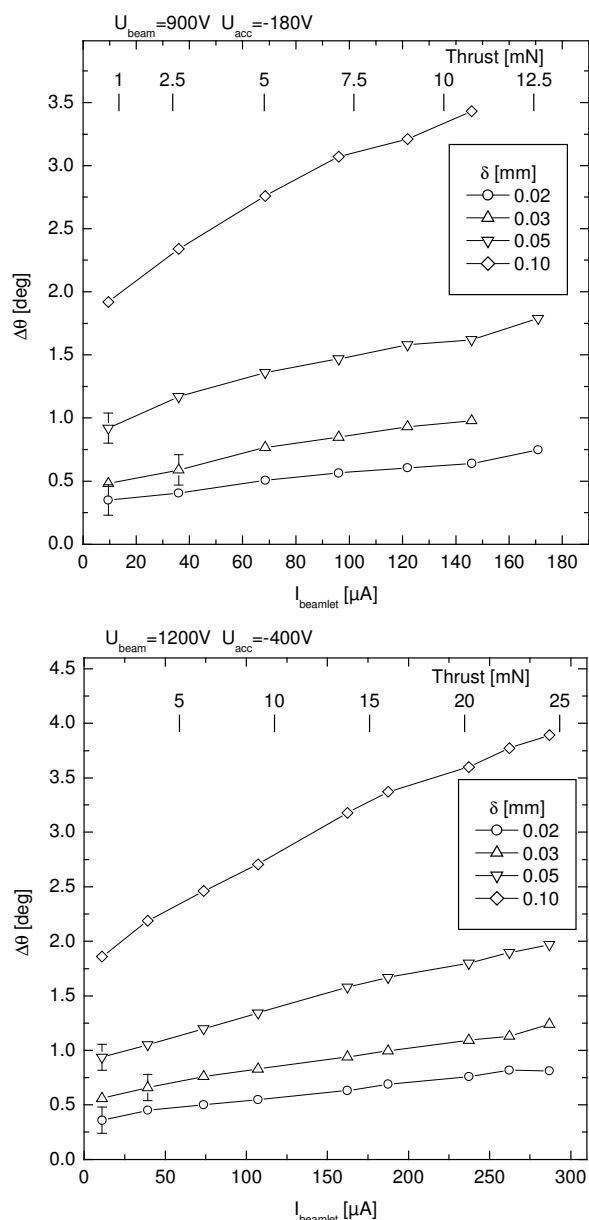 U_beam=900V U_acc=-180V
Thrust [mN]
1 2.5 5 7.5 10 12.5
3.5
3.0
2.5
2.0
1.5
1.0
0.5
0.0
Δθ [deg]
δ [mm]
0.02
0.03
0.05
0.10
0 20 40 60 80 100 120 140 160 180
I_beamlet [µA]
U_beam=1200V U_acc=-400V
Thrust [mN]
5 10 15 20 25
4.5
4.0
3.5
3.0
2.5
2.0
1.5
1.0
0.5
0.0
Δθ [deg]
δ [mm]
0.02
0.03
0.05
0.10
0 50 100 150 200 250 300
I_beamlet [µA]